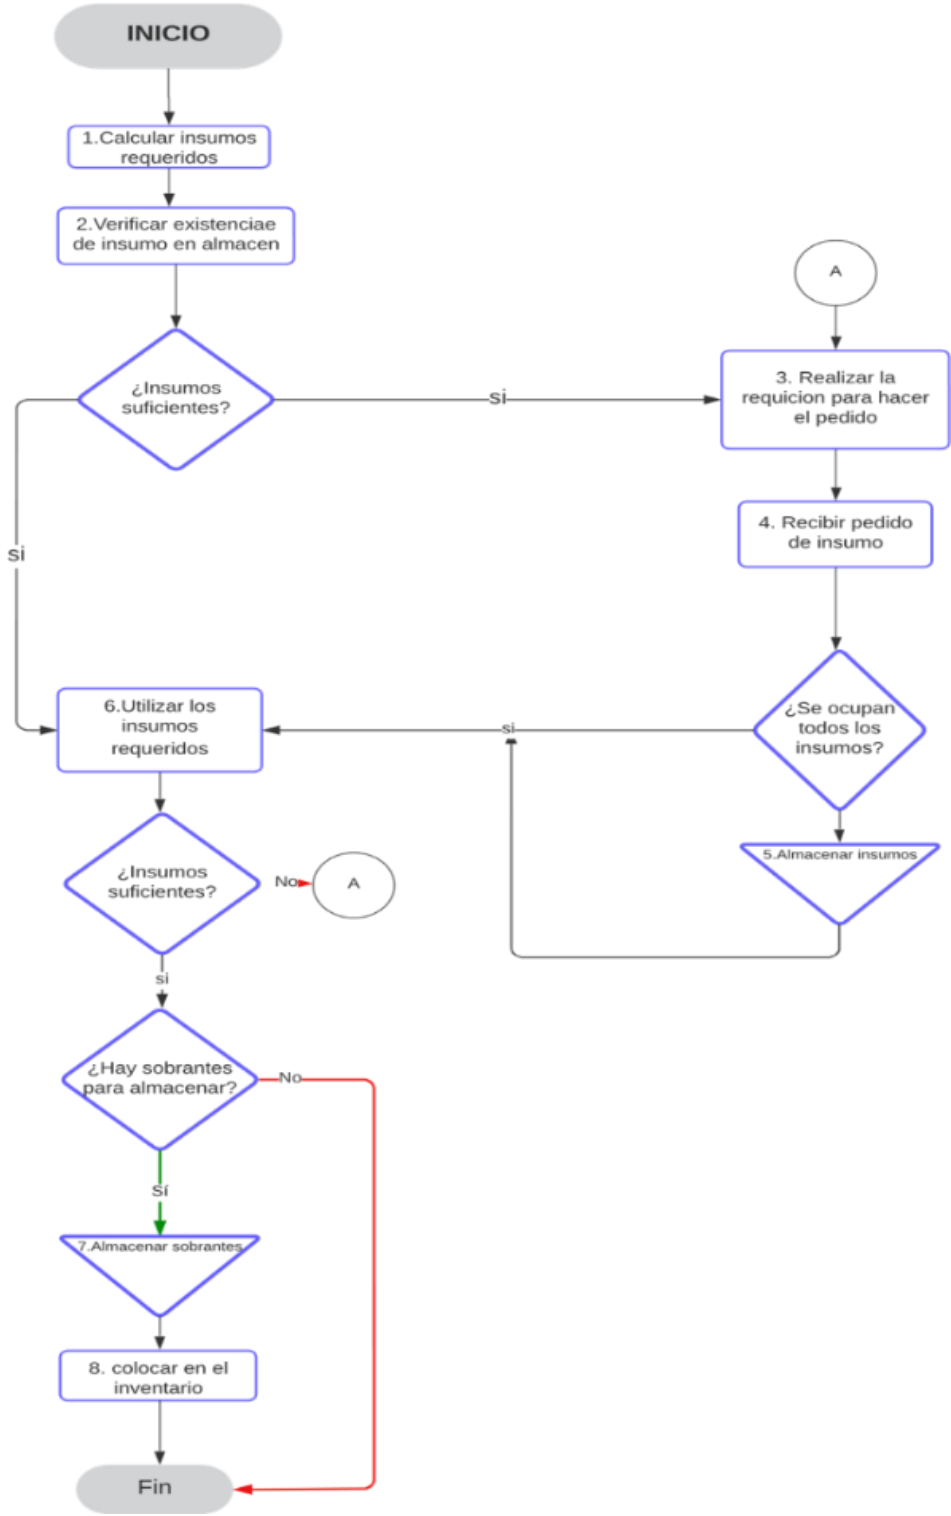 INICIO
1.Calcular insumos
requeridos
2.Verificar existenciae
de insumo en almacen
A
¿Insumos
suficientes?
si
3. Realizar la
requicion para hacer
el pedido
4. Recibir pedido
de insumo
si
6.Utilizar los
insumos
requeridos
si
¿Se ocupan
todos los
insumos?
5.Almacenar insumos
¿Insumos
suficientes?
No
A
si
¿Hay sobrantes
para almacenar?
No
Sí
7.Almacenar sobrantes
8. colocar en el
inventario
Fin